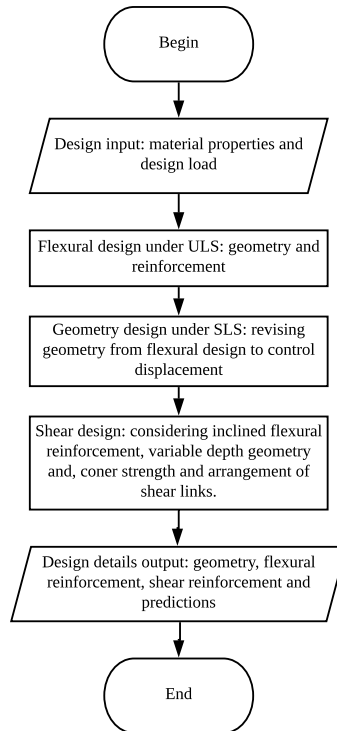 Begin
Design input: material properties and
design load
Flexural design under ULS: geometry and
reinforcement
Geometry design under SLS: revising
geometry from flexural design to control
displacement
Shear design: considering inclined flexural
reinforcement, variable depth geometry
and, coner strength and arrangement of
shear links.
Design details output: geometry, flexural
reinforcement, shear reinforcement and
predictions
End